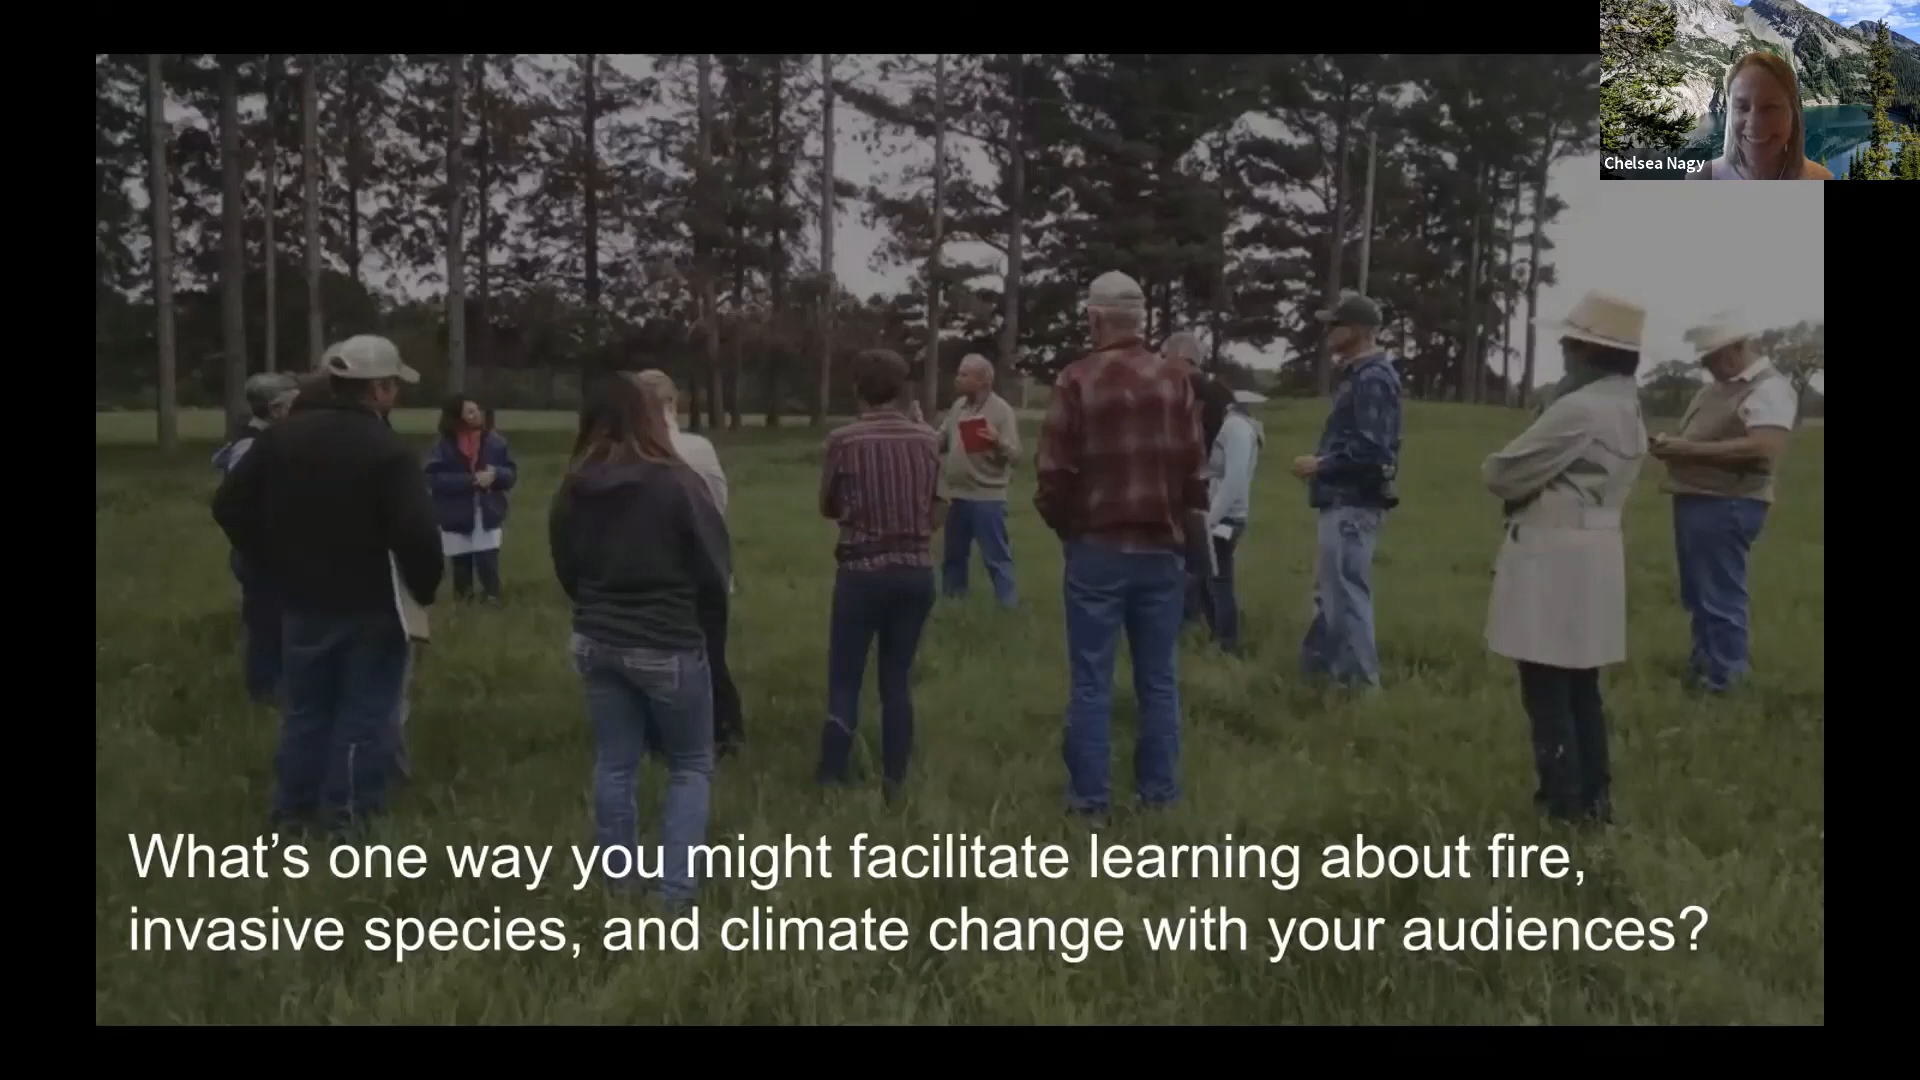 Chelsea Nagy
What’s one way you might facilitate learning about fire,
invasive species, and climate change with your audiences?